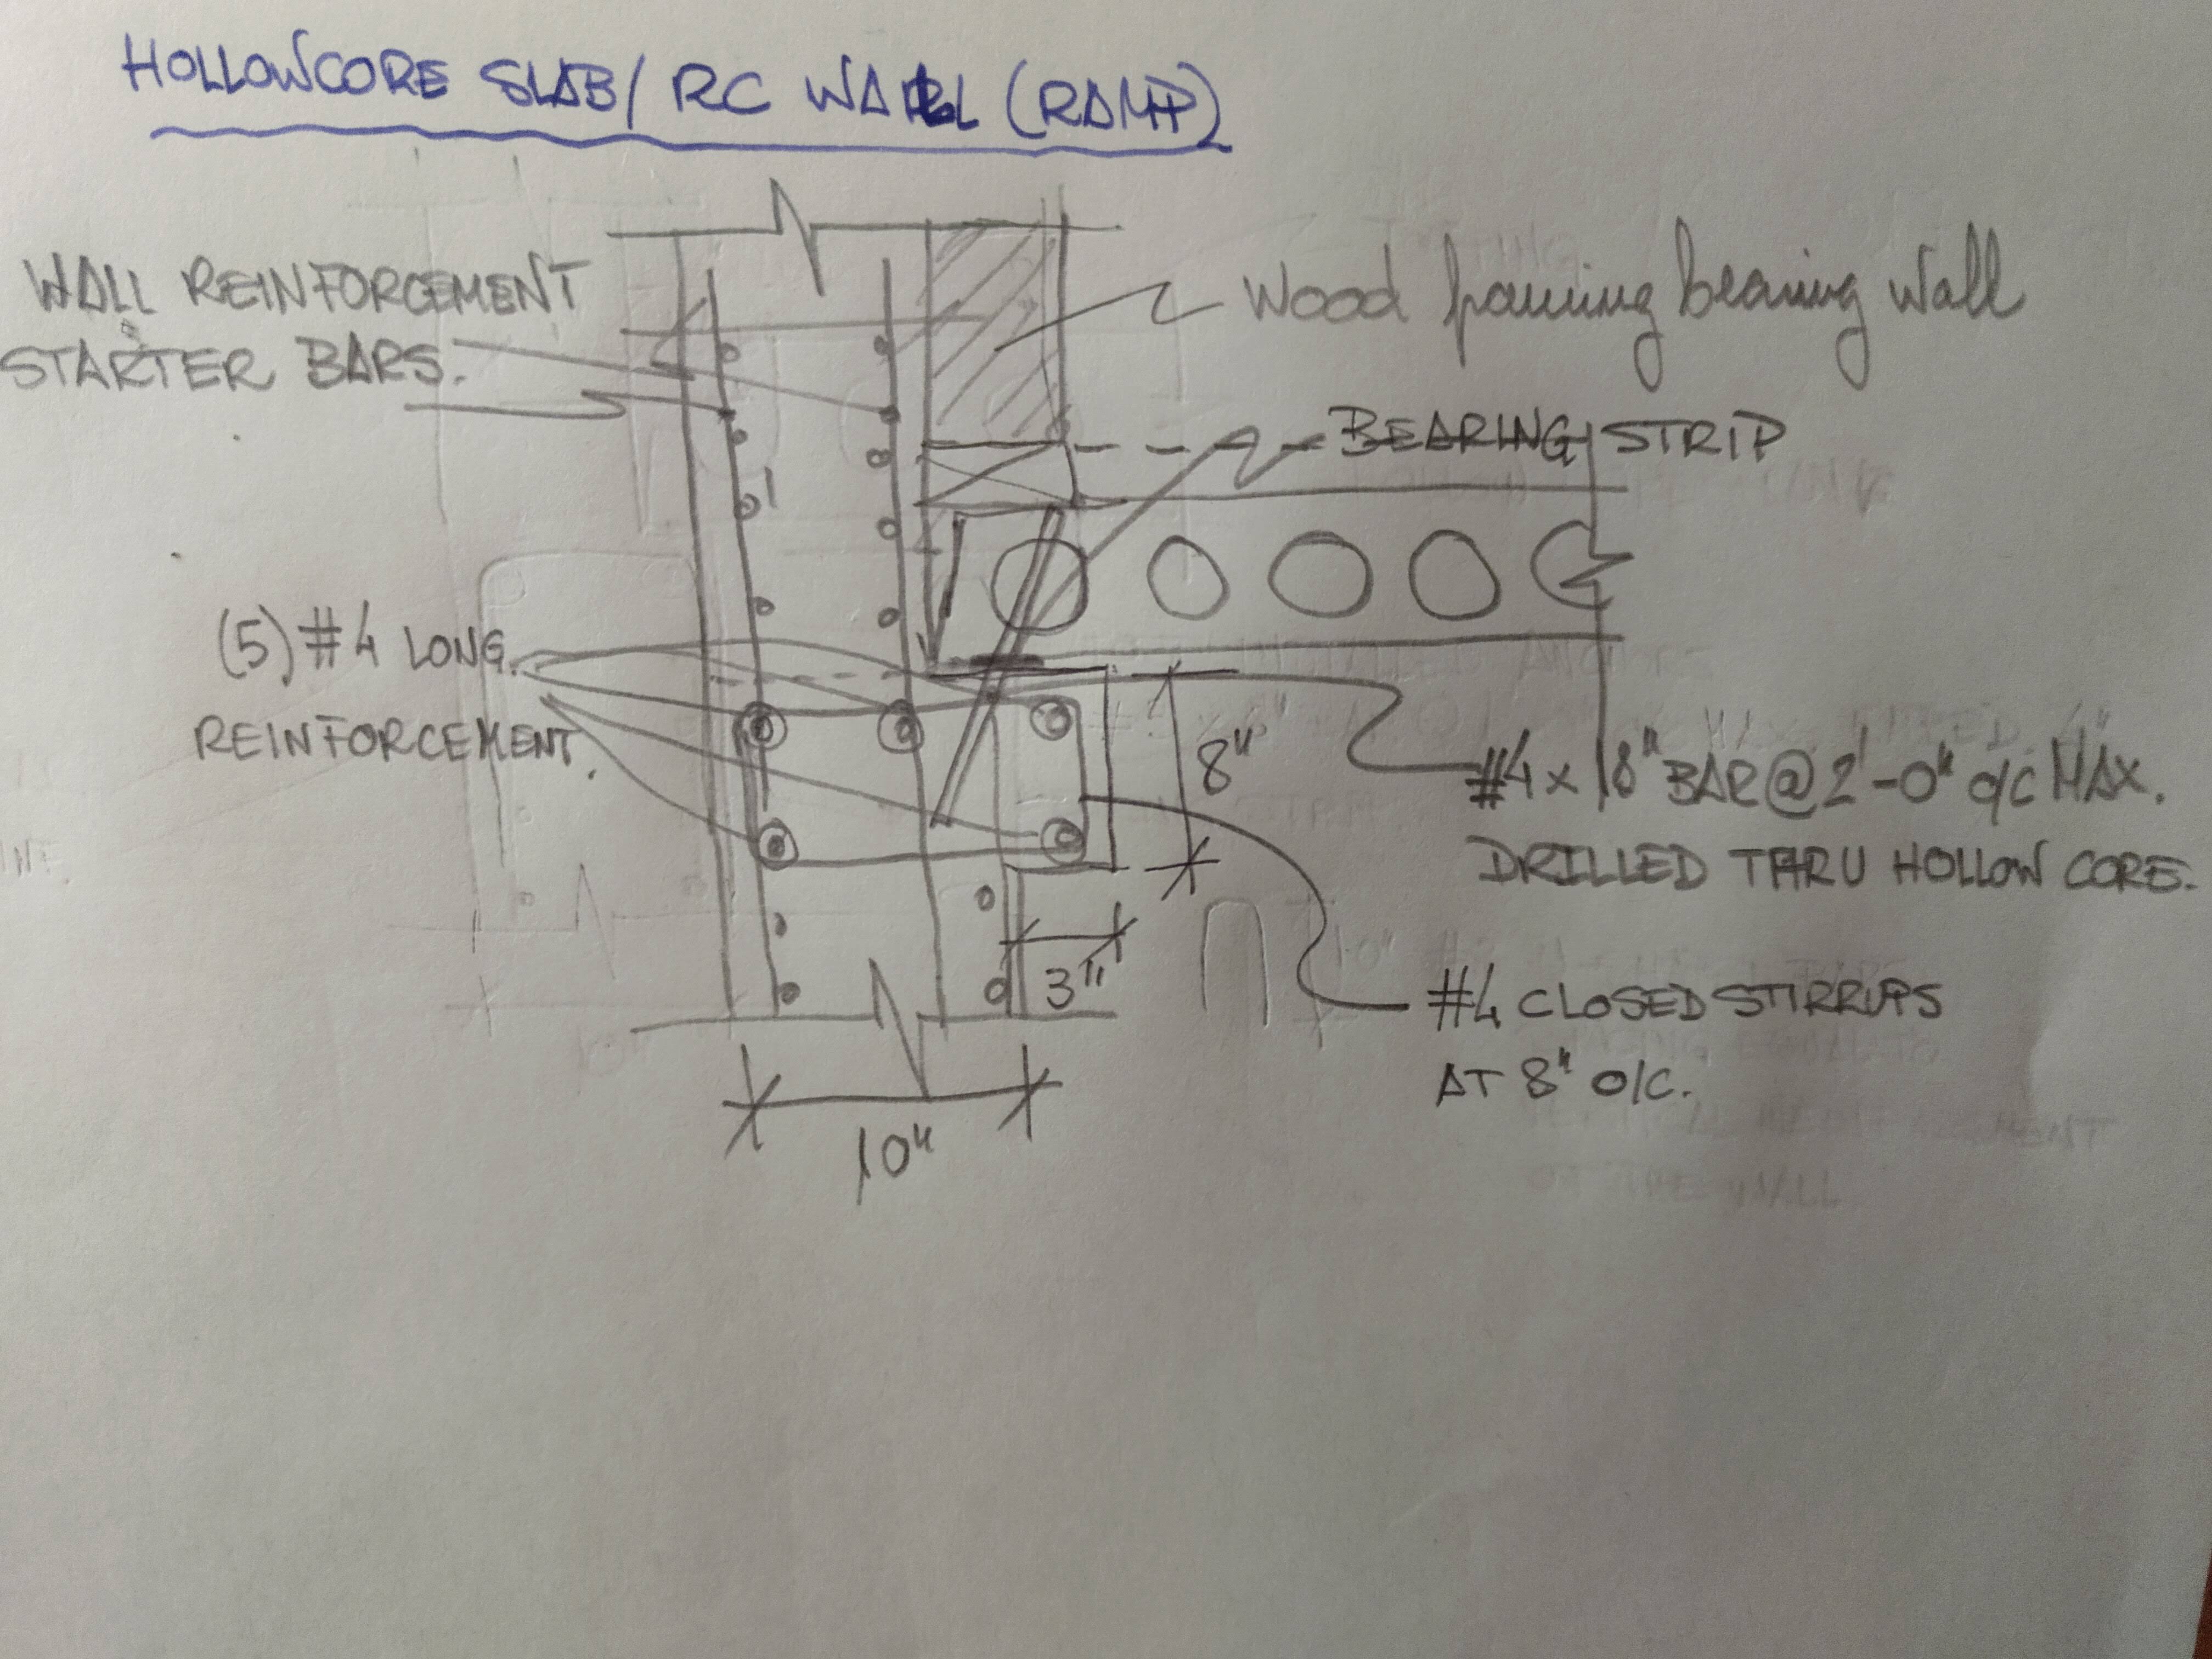 HOLLOWCORE SLAB/ RC WALL (RAMP)
WALL REINFORCEMENT
STARTER BARS.
Wood framing bearing wall
BEARING STRIP
(5) #4 LONG.
REINFORCEMENT.
8"
#4 x 18" BAR @ 2'-0" o/c MAX.
DRILLED THRU HOLLOW CORE.
3"
#4 CLOSED STIRRUPS
AT 8" O/C.
10"